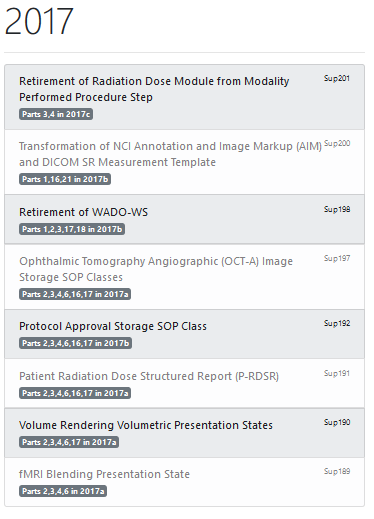 2017
Retirement of Radiation Dose Module from Modality Sup201
Performed Procedure Step
Parts 3,4 in 2017c
Transformation of NCI Annotation and Image Markup (AIM) Sup200
and DICOM SR Measurement Template
Parts 1,16,21 in 2017b
Retirement of WADO-WS Sup198
Parts 1,2,3,17,18 in 2017b
Ophthalmic Tomography Angiographic (OCT-A) Image Sup197
Storage SOP Classes
Parts 2,3,4,6,16,17 in 2017a
Protocol Approval Storage SOP Class Sup192
Parts 2,3,4,6,16,17 in 2017b
Patient Radiation Dose Structured Report (P-RDSR) Sup191
Parts 2,3,4,6,16,17 in 2017a
Volume Rendering Volumetric Presentation States Sup190
Parts 2,3,4,6,17 in 2017a
fMRI Blending Presentation State Sup189
Parts 2,3,4,6 in 2017a